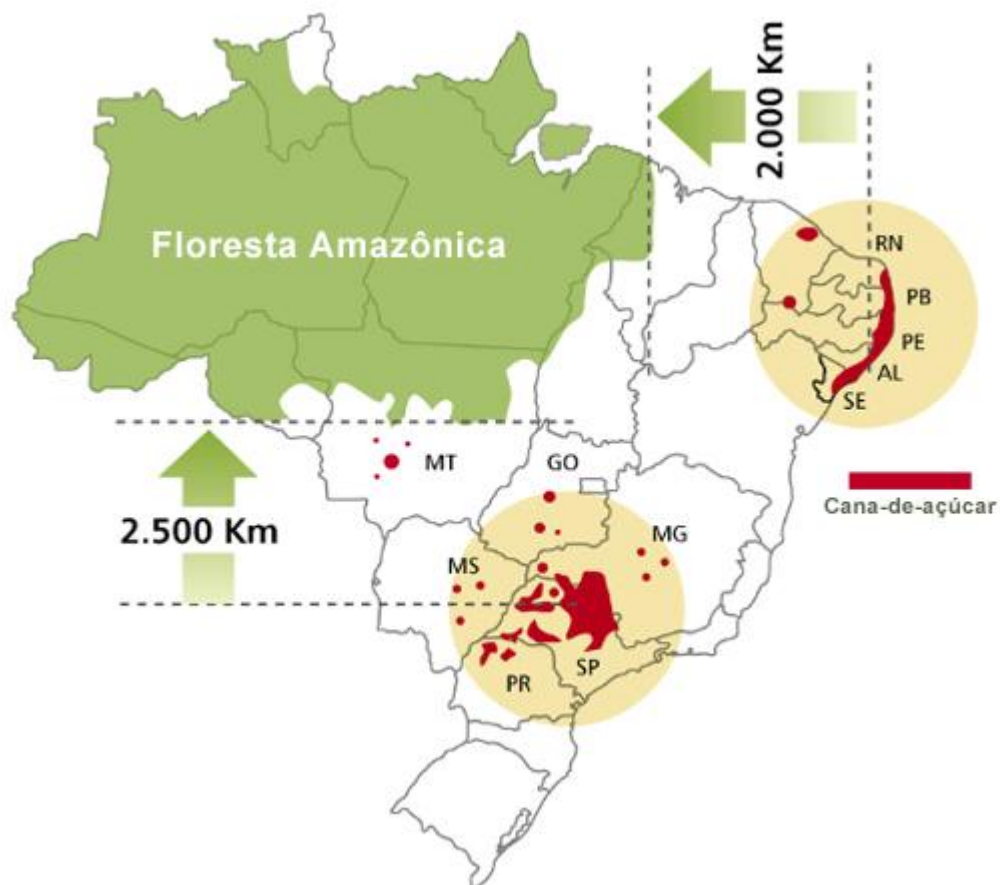 2.000 Km
Floresta Amazônica
RN
PB
PE
AL
SE
MT
GO
Cana-de-açúcar
2.500 Km
MG
MS
SP
PR